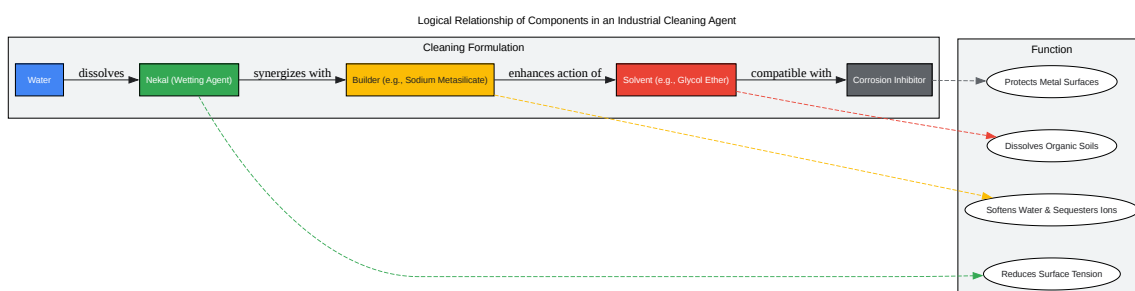 Logical Relationship of Components in an Industrial Cleaning Agent
Cleaning Formulation
Function
Water
dissolves
Nekal (Wetting Agent)
synergizes with
Builder (e.g., Sodium Metasilicate)
enhances action of
Solvent (e.g., Glycol Ether)
compatible with
Corrosion Inhibitor
Protects Metal Surfaces
Dissolves Organic Soils
Softens Water & Sequesters Ions
Reduces Surface Tension